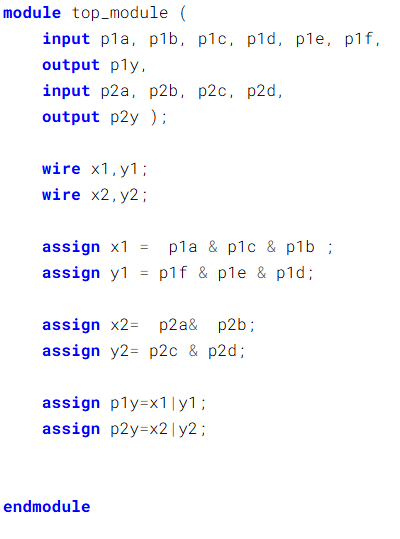 module top_module (
    input p1a, p1b, p1c, p1d, p1e, p1f,
    output p1y,
    input p2a, p2b, p2c, p2d,
    output p2y );
    wire x1,y1;
    wire x2,y2;
    assign x1 =  p1a & p1c & p1b ;
    assign y1 = p1f & p1e & p1d;
    assign x2=  p2a&  p2b;
    assign y2= p2c & p2d;
    assign p1y=x1|y1;
    assign p2y=x2|y2;
endmodule